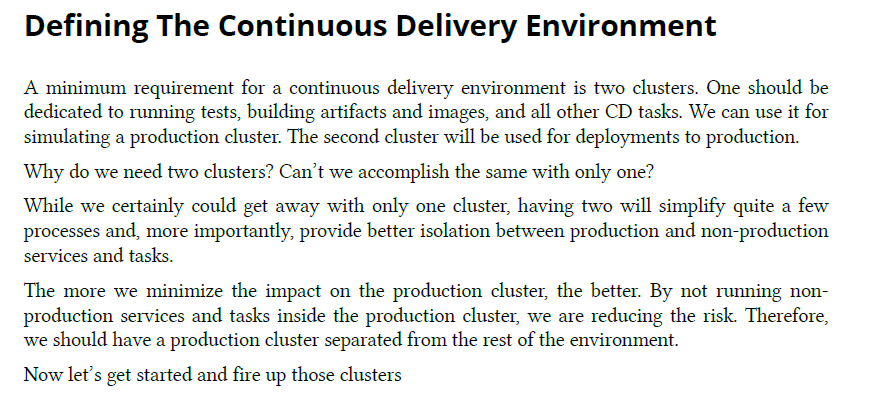 Defining The Continuous Delivery Environment
A minimum requirement for a continuous delivery environment is two clusters. One should be
dedicated to running tests, building artifacts and images, and all other CD tasks. We can use it for
simulating a production cluster. The second cluster will be used for deployments to production.
Why do we need two clusters? Can’t we accomplish the same with only one?
While we certainly could get away with only one cluster, having two will simplify quite a few
processes and, more importantly, provide better isolation between production and non-production
services and tasks.
The more we minimize the impact on the production cluster, the better. By not running non-
production services and tasks inside the production cluster, we are reducing the risk. Therefore,
we should have a production cluster separated from the rest of the environment.
Now let’s get started and fire up those clusters